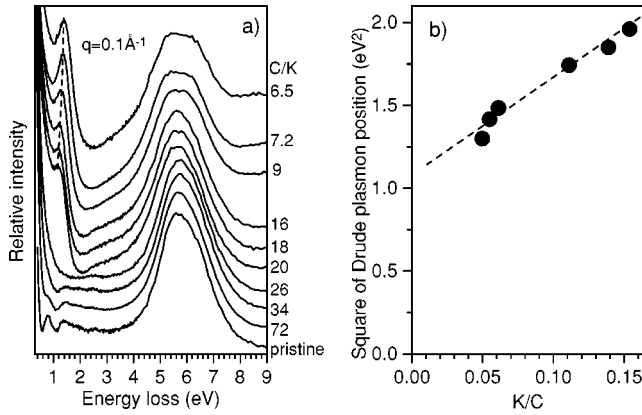 a)
q=0.1Å⁻¹
C/K
6.5
7.2
9
16
18
20
26
34
72
pristine
Relative intensity
0 1 2 3 4 5 6 7 8 9
Energy loss (eV)
b)
Square of Drude plasmon position (eV²)
2.0
1.5
1.0
0.5
0.0
0.00 0.05 0.10 0.15
K/C